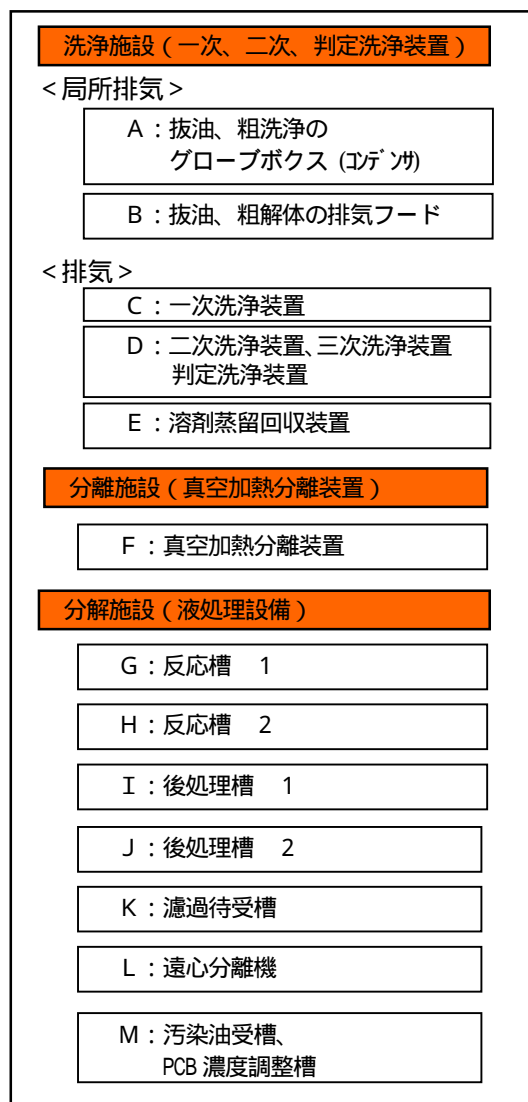 洗浄施設（一次、二次、判定洗浄装置）
<局所排気>
A：抜油、粗洗浄の
グローブボクス (ｺﾝﾃﾞﾝｻ)
B：抜油、粗解体の排気フード
<排気>
C：一次洗浄装置
D：二次洗浄装置、三次洗浄装置
判定洗浄装置
E：溶剤蒸留回収装置
分離施設（真空加熱分離装置）
F：真空加熱分離装置
分解施設（液処理設備）
G：反応槽　1
H：反応槽　2
I：後処理槽　1
J：後処理槽　2
K：濾過待受槽
L：遠心分離機
M：汚染油受槽、
PCB 濃度調整槽